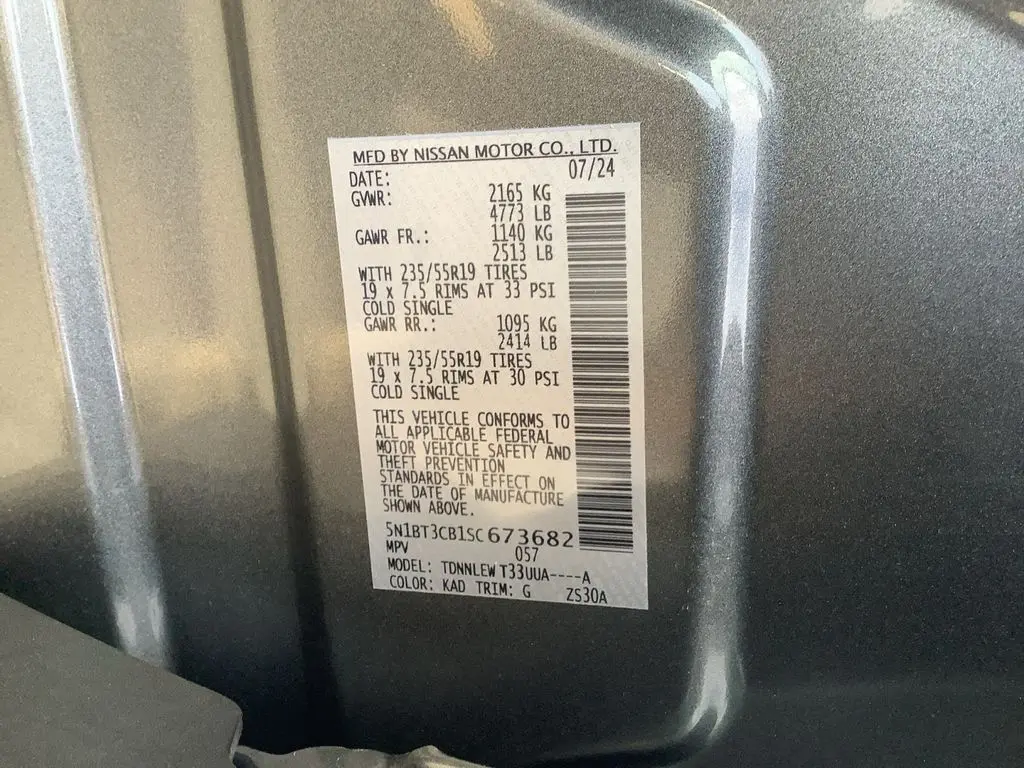 MFD BY NISSAN MOTOR CO., LTD.
DATE: 07/24
GVWR: 2165 KG
4773 LB
GAWR FR.: 1140 KG
2513 LB
WITH 235/55R19 TIRES
19 x 7.5 RIMS AT 33 PSI
COLD SINGLE
GAWR RR.: 1095 KG
2414 LB
WITH 235/55R19 TIRES
19 x 7.5 RIMS AT 30 PSI
COLD SINGLE
THIS VEHICLE CONFORMS TO
ALL APPLICABLE FEDERAL
MOTOR VEHICLE SAFETY AND
THEFT PREVENTION
STANDARDS IN EFFECT ON
THE DATE OF MANUFACTURE
SHOWN ABOVE.
5N1BT3CB1SC673682
MPV 057
MODEL: TDNNLEW T33UUA----A
COLOR: KAD TRIM: G ZS30A